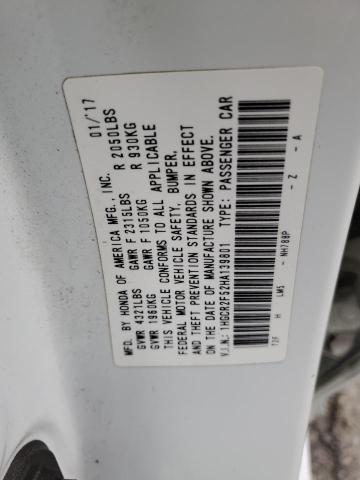 MFD. BY HONDA OF AMERICA MFG., INC. 01/17
GVWR 4321LBS GAWR F 2315LBS R 2050LBS
GVWR 1960KG GAWR F 1050KG R 930KG
THIS VEHICLE CONFORMS TO ALL APPLICABLE
FEDERAL MOTOR VEHICLE SAFETY, BUMPER,
AND THEFT PREVENTION STANDARDS IN EFFECT
ON THE DATE OF MANUFACTURE SHOWN ABOVE.
V.I.N.: 1HGCR2F52HA139801 TYPE: PASSENGER CAR
T2F H LM5 NH788P - Z - A